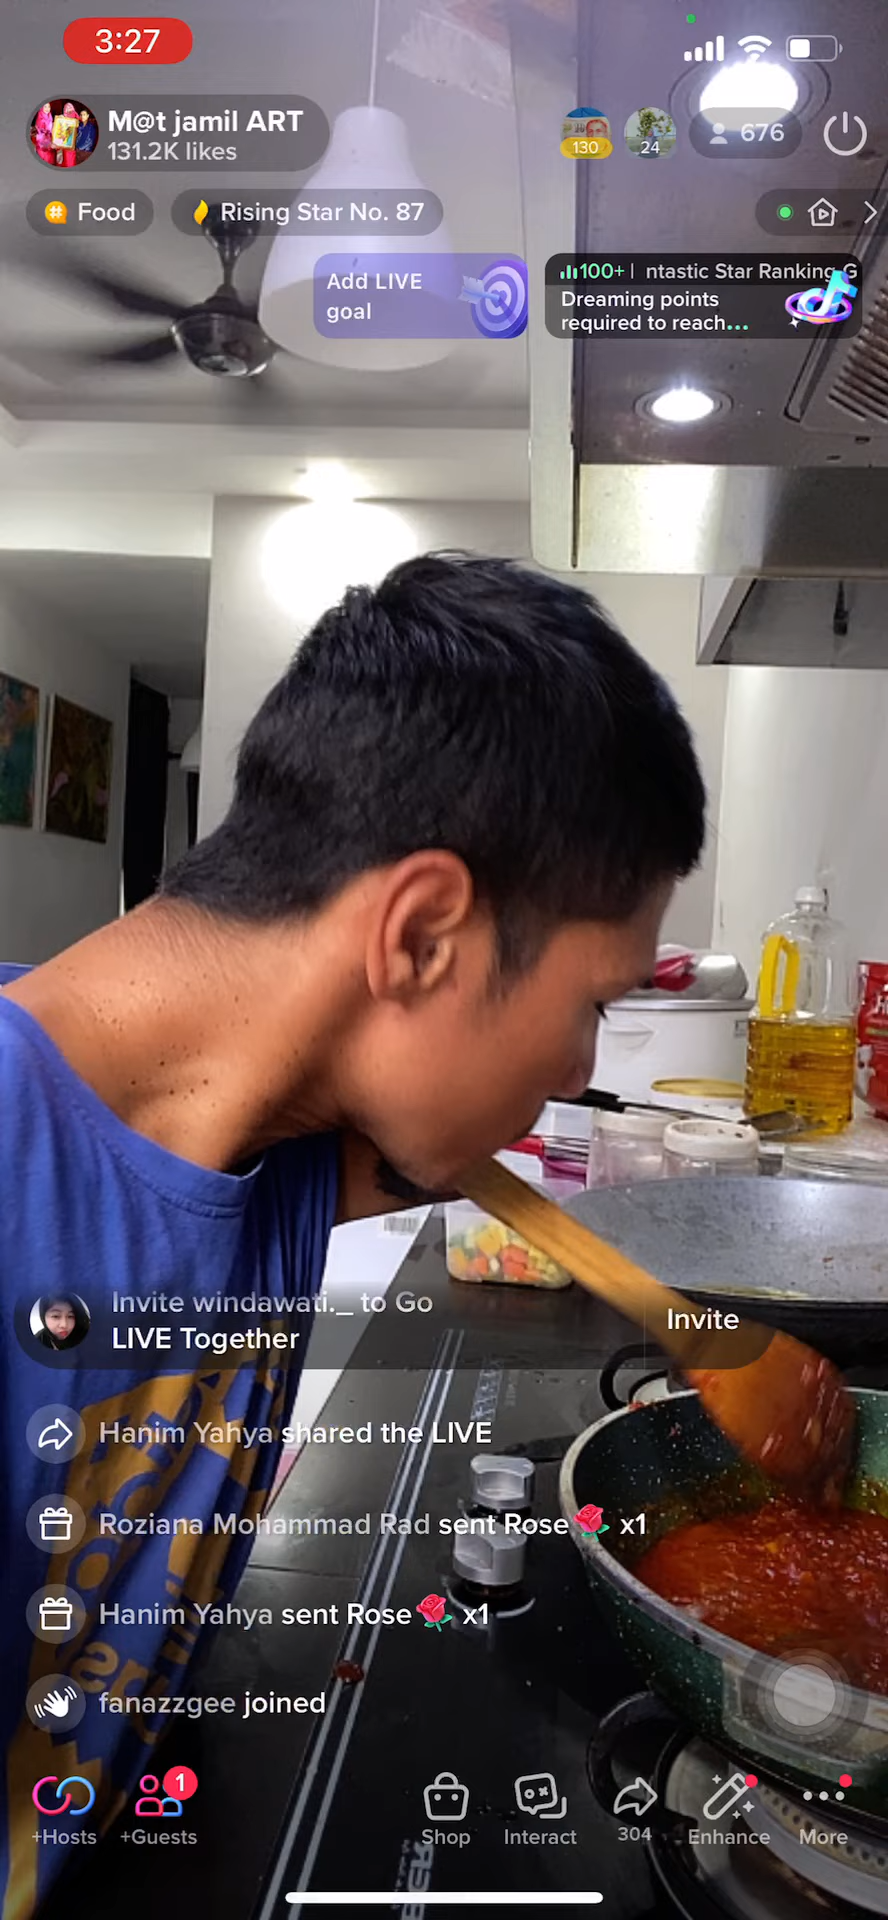 3:27
M@t jamil ART
131.2K likes
130
24
676
Food
Rising Star No. 87
Add LIVE
goal
100+ | ntastic Star Ranking G
Dreaming points
required to reach...
Invite windawati._ to Go
LIVE Together
Invite
Hanim Yahya shared the LIVE
Roziana Mohammad Rad sent Rose x1
Hanim Yahya sent Rose x1
fanazzgee joined
1
+Hosts
+Guests
Shop
Interact
304
Enhance
More